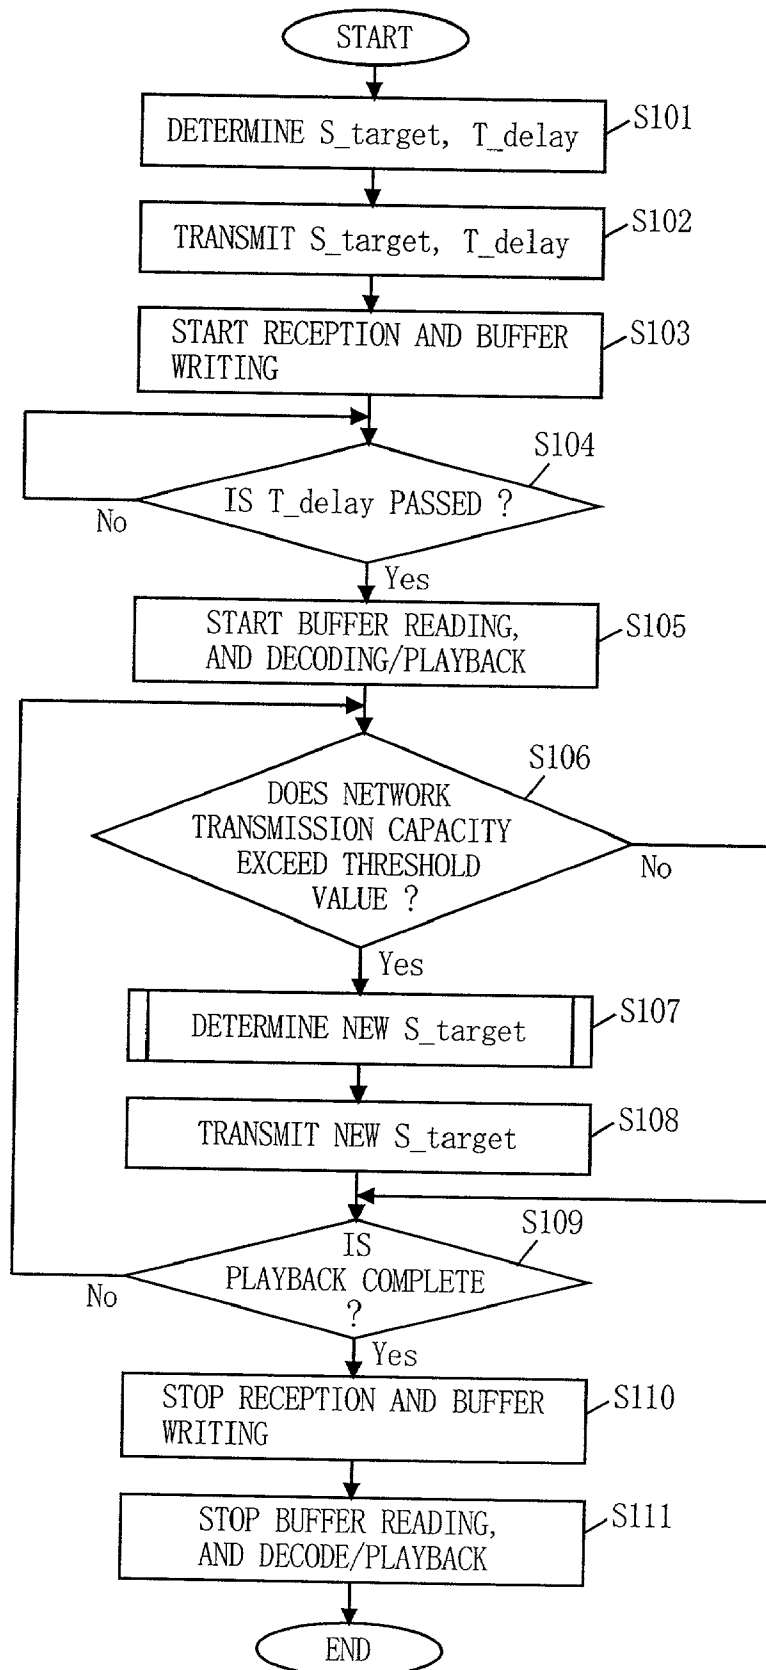 START
DETERMINE S_target, T_delay
S101
TRANSMIT S_target, T_delay
S102
START RECEPTION AND BUFFER
WRITING
S103
S104
IS T_delay PASSED ?
No
Yes
START BUFFER READING,
AND DECODING/PLAYBACK
S105
S106
DOES NETWORK
TRANSMISSION CAPACITY
EXCEED THRESHOLD
VALUE ?
No
Yes
DETERMINE NEW S_target
S107
TRANSMIT NEW S_target
S108
S109
IS
PLAYBACK COMPLETE
?
No
Yes
STOP RECEPTION AND BUFFER
WRITING
S110
STOP BUFFER READING,
AND DECODE/PLAYBACK
S111
END